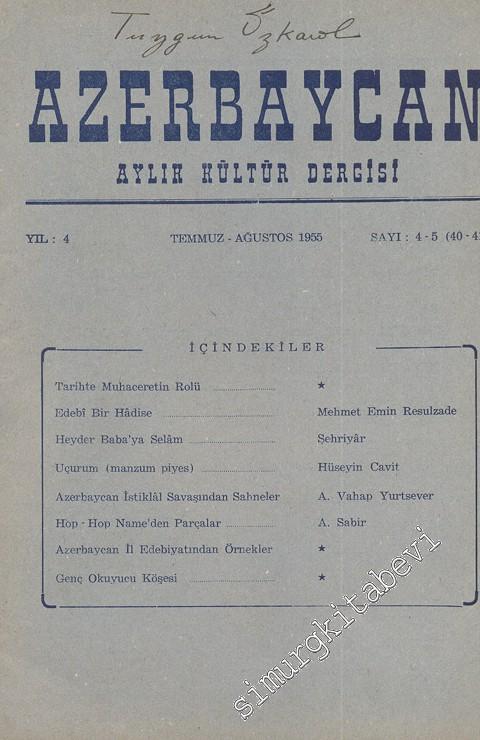 Tuygun Özkarol
AZERBAYCAN
AYLIK KÜLTÜR DERGİSİ
YIL : 4 TEMMUZ - AĞUSTOS 1955 SAYI : 4 - 5 (40 - 4
İÇİNDEKİLER
Tarihte Muhaceretin Rolü ........ ★
Edebî Bir Hâdise ........ Mehmet Emin Resulzade
Heyder Baba'ya Selâm ........ Şehriyâr
Uçurum (manzum piyes) ........ Hüseyin Cavit
Azerbaycan İstiklâl Savaşından Sahneler A. Vahap Yurtsever
Hop - Hop Name'den Parçalar ........ A. Sabir
Azerbaycan İl Edebiyatından Örnekler ★
Genç Okuyucu Köşesi ........ ★
simurgkitabevi